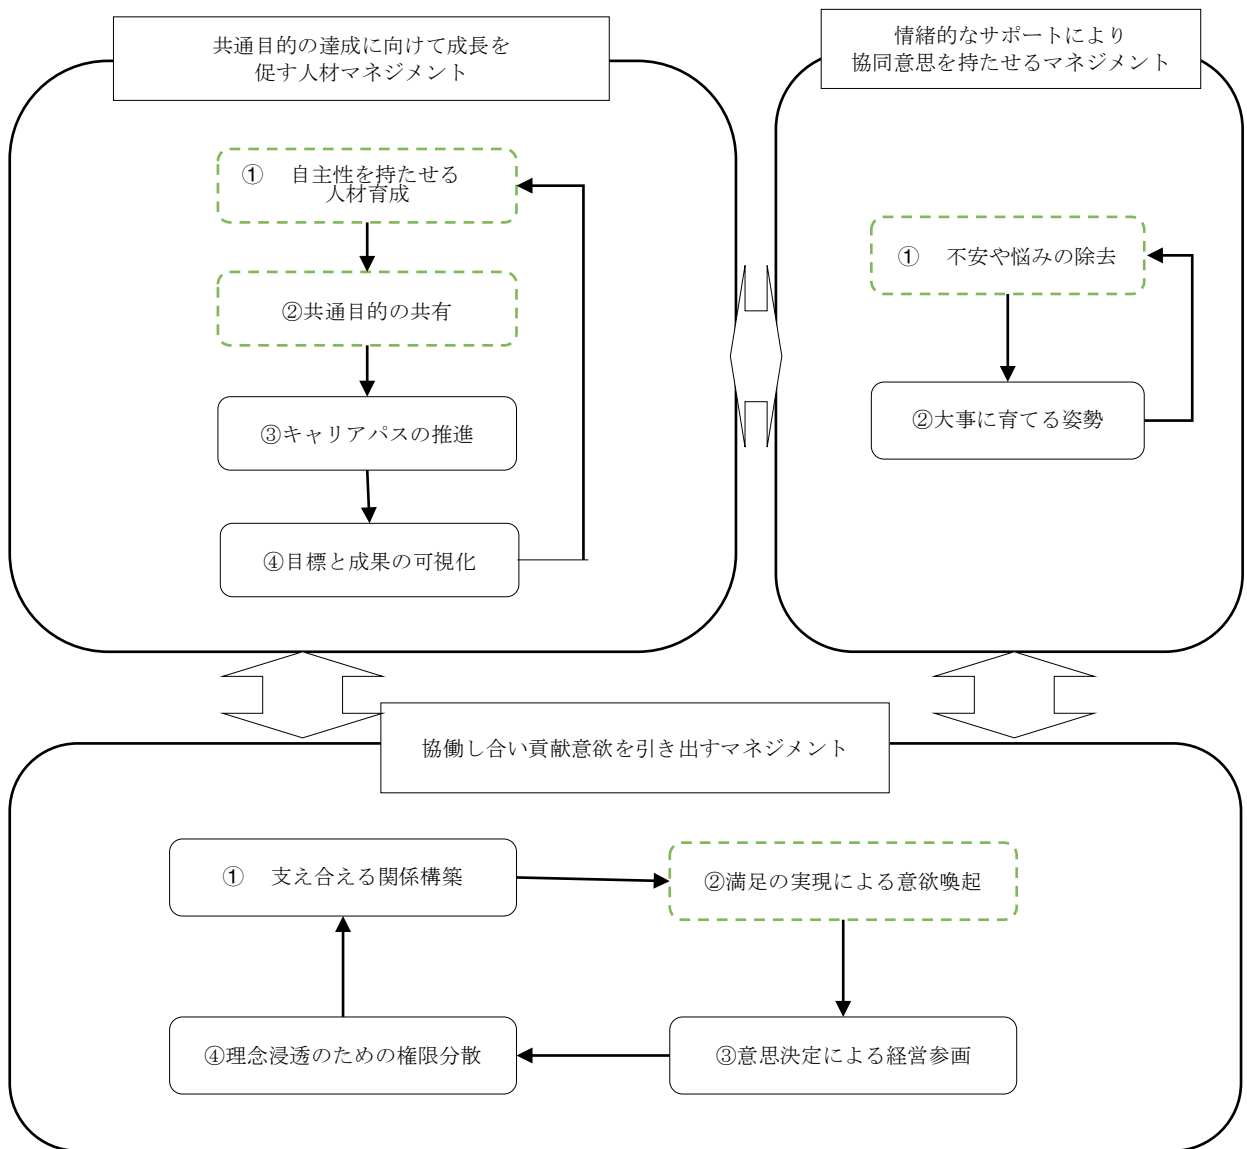 共通目的の達成に向けて成長を
促す人材マネジメント
① 自主性を持たせる
人材育成
②共通目的の共有
③キャリアパスの推進
④目標と成果の可視化
情緒的なサポートにより
協同意思を持たせるマネジメント
① 不安や悩みの除去
②大事に育てる姿勢
協働し合い貢献意欲を引き出すマネジメント
① 支え合える関係構築
②満足の実現による意欲喚起
④理念浸透のための権限分散
③意思決定による経営参画